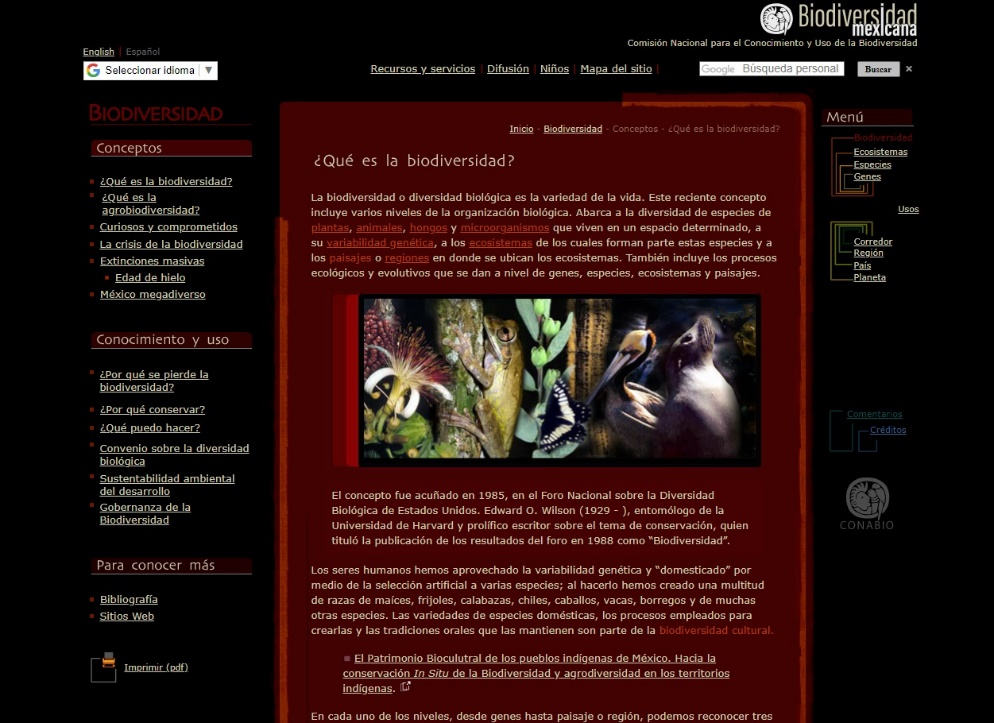 Biodiversidad
mexicana
Comisión Nacional para el Conocimiento y Uso de la Biodiversidad
English | Español
Seleccionar idioma ▼
Recursos y servicios | Difusión | Niños | Mapa del sitio |
Google Búsqueda personal
Buscar ×
BIODIVERSIDAD
Conceptos
¿Qué es la biodiversidad?
¿Qué es la
agrobiodiversidad?
Curiosos y comprometidos
La crisis de la biodiversidad
Extinciones masivas
Edad de hielo
México megadiverso
Conocimiento y uso
¿Por qué se pierde la
biodiversidad?
¿Por qué conservar?
¿Qué puedo hacer?
Convenio sobre la diversidad
biológica
Sustentabilidad ambiental
del desarrollo
Gobernanza de la
Biodiversidad
Para conocer más
Bibliografía
Sitios Web
Imprimir (pdf)
Inicio - Biodiversidad - Conceptos - ¿Qué es la biodiversidad?
¿Qué es la biodiversidad?
La biodiversidad o diversidad biológica es la variedad de la vida. Este reciente concepto
incluye varios niveles de la organización biológica. Abarca a la diversidad de especies de
plantas, animales, hongos y microorganismos que viven en un espacio determinado, a
su variabilidad genética, a los ecosistemas de los cuales forman parte estas especies y a
los paisajes o regiones en donde se ubican los ecosistemas. También incluye los procesos
ecológicos y evolutivos que se dan a nivel de genes, especies, ecosistemas y paisajes.
El concepto fue acuñado en 1985, en el Foro Nacional sobre la Diversidad
Biológica de Estados Unidos. Edward O. Wilson (1929 - ), entomólogo de la
Universidad de Harvard y prolífico escritor sobre el tema de conservación, quien
tituló la publicación de los resultados del foro en 1988 como “Biodiversidad”.
Los seres humanos hemos aprovechado la variabilidad genética y “domesticado” por
medio de la selección artificial a varias especies; al hacerlo hemos creado una multitud
de razas de maíces, frijoles, calabazas, chiles, caballos, vacas, borregos y de muchas
otras especies. Las variedades de especies domésticas, los procesos empleados para
crearlas y las tradiciones orales que las mantienen son parte de la biodiversidad cultural.
El Patrimonio Bioculutral de los pueblos indígenas de México. Hacia la
conservación In Situ de la Biodiversidad y agrodiversidad en los territorios
indígenas.
En cada uno de los niveles, desde genes hasta paisaje o región, podemos reconocer tres
Menú
Biodiversidad
Ecosistemas
Especies
Genes
Usos
Corredor
Región
País
Planeta
Comentarios
Créditos
CONABIO